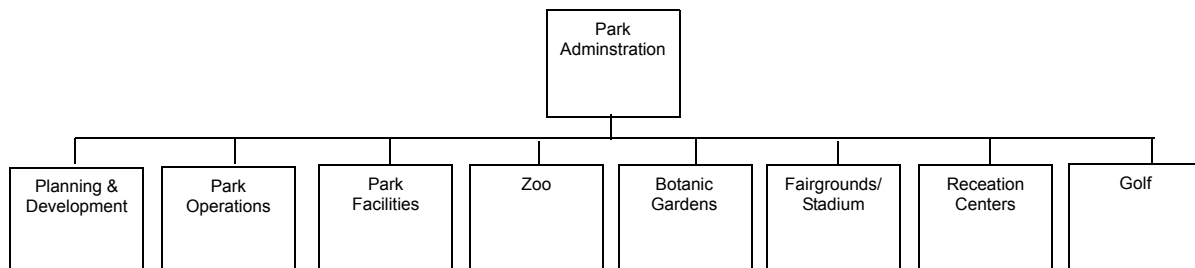 Park
Adminstration
Planning &
Development
Park
Operations
Park
Facilities
Zoo
Botanic
Gardens
Fairgrounds/
Stadium
Receation
Centers
Golf